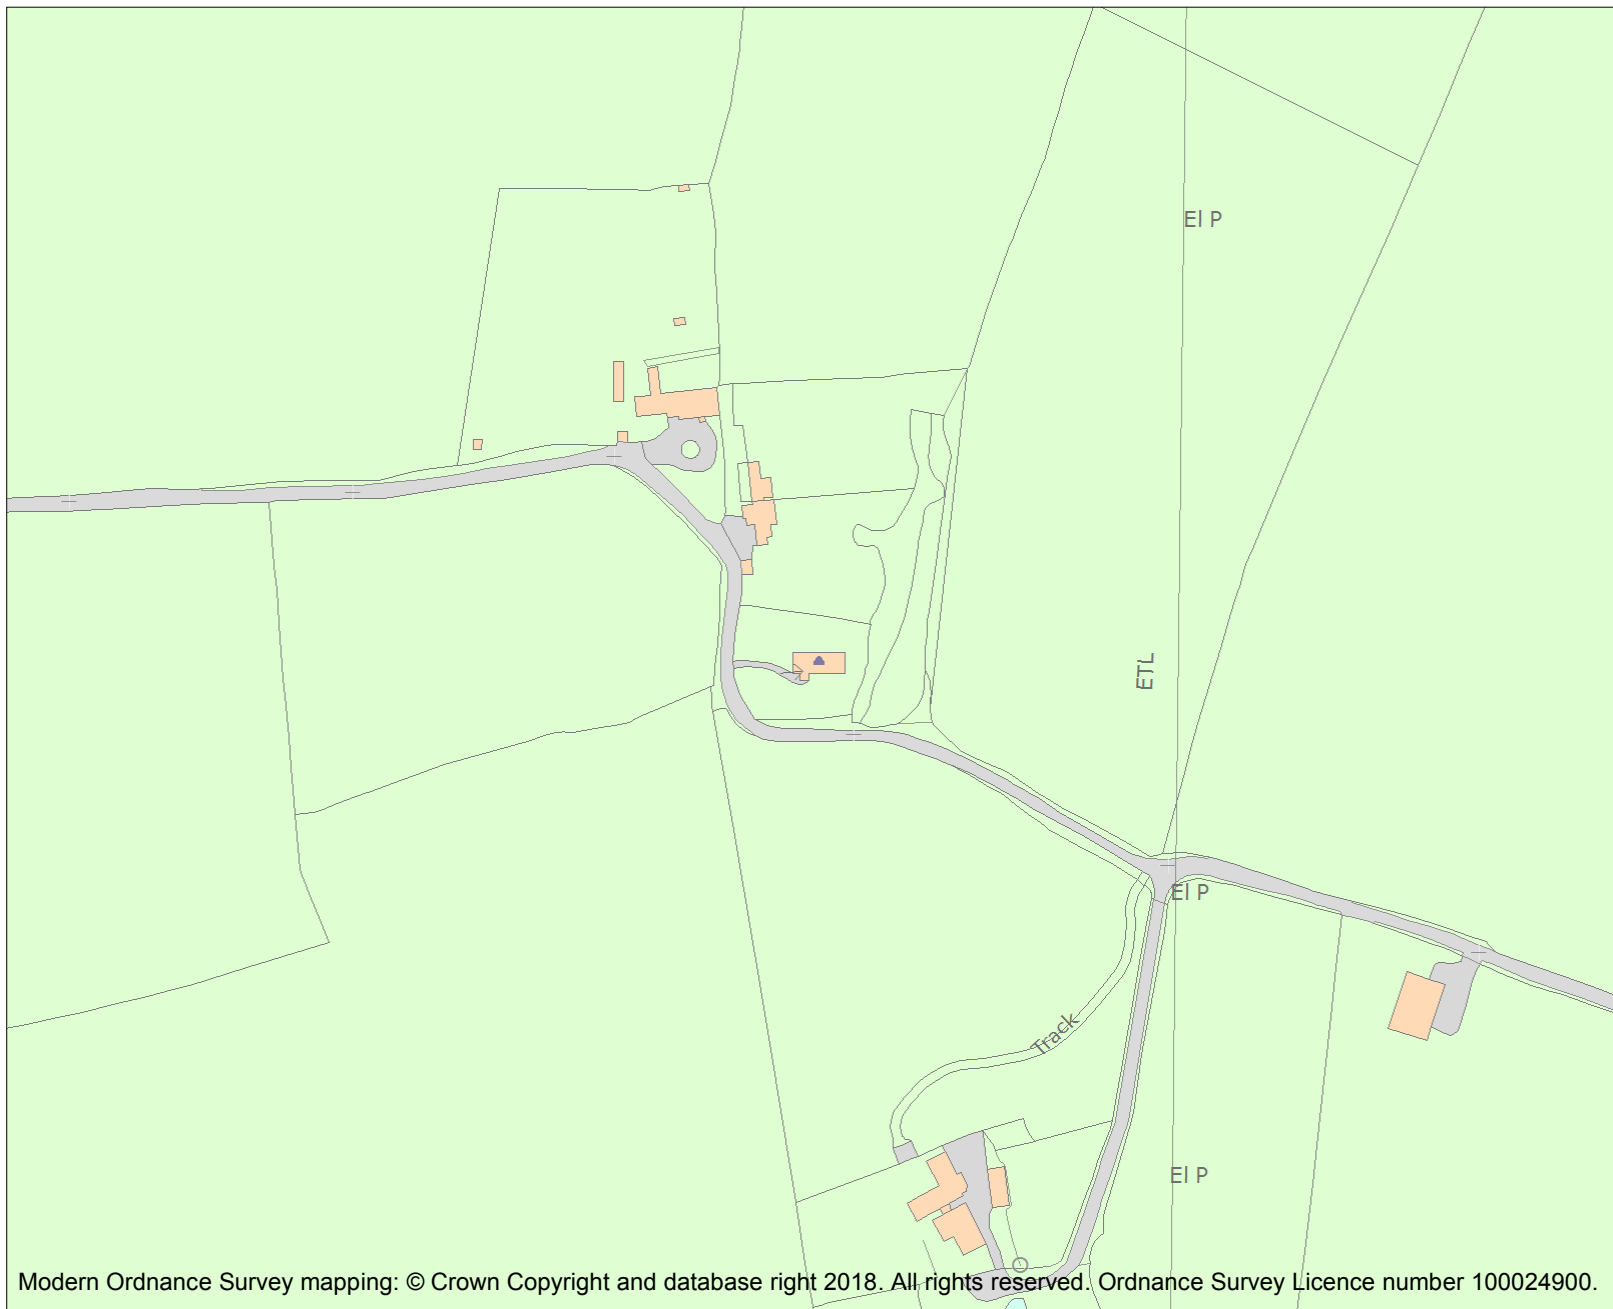 El P
ETL
El P
Track
El P
Modern Ordnance Survey mapping: © Crown Copyright and database right 2018. All rights reserved. Ordnance Survey Licence number 100024900.